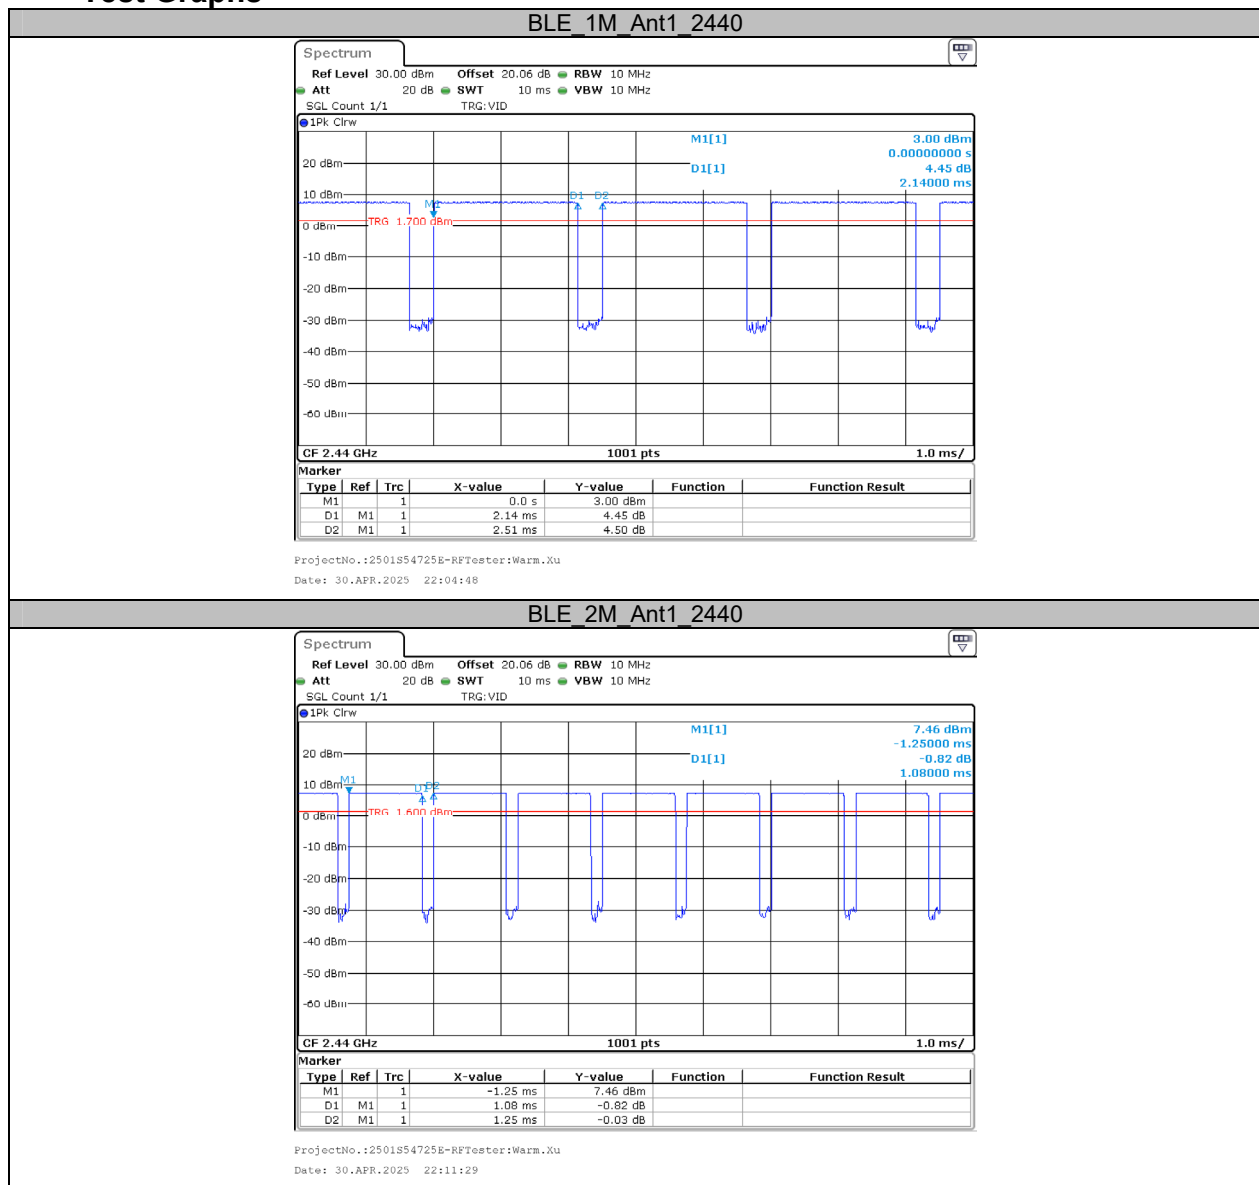 Test Graphs
BLE_1M_Ant1_2440
Spectrum
Ref Level 30.00 dBm Offset 20.06 dB RBW 10 MHz
Att 20 dB SWT 10 ms VBW 10 MHz
SGL Count 1/1 TRG:VID
1Pk Clrw
M1[1] 3.00 dBm
0.00000000 s
D1[1] 4.45 dB
2.14000 ms
20 dBm
10 dBm
M1
D1 D2
TRG 1.700 dBm
0 dBm
-10 dBm
-20 dBm
-30 dBm
-40 dBm
-50 dBm
-60 dBm
CF 2.44 GHz 1001 pts 1.0 ms/
Marker
Type Ref Trc X-value Y-value Function Function Result
M1 1 0.0 s 3.00 dBm
D1 M1 1 2.14 ms 4.45 dB
D2 M1 1 2.51 ms 4.50 dB
ProjectNo.:2501S54725E-RFTester:Warm.Xu
Date: 30.APR.2025 22:04:48
BLE_2M_Ant1_2440
Spectrum
Ref Level 30.00 dBm Offset 20.06 dB RBW 10 MHz
Att 20 dB SWT 10 ms VBW 10 MHz
SGL Count 1/1 TRG:VID
1Pk Clrw
M1[1] 7.46 dBm
-1.25000 ms
D1[1] -0.82 dB
1.08000 ms
20 dBm
10 dBm
M1
D1 D2
TRG 1.600 dBm
0 dBm
-10 dBm
-20 dBm
-30 dBm
-40 dBm
-50 dBm
-60 dBm
CF 2.44 GHz 1001 pts 1.0 ms/
Marker
Type Ref Trc X-value Y-value Function Function Result
M1 1 -1.25 ms 7.46 dBm
D1 M1 1 1.08 ms -0.82 dB
D2 M1 1 1.25 ms -0.03 dB
ProjectNo.:2501S54725E-RFTester:Warm.Xu
Date: 30.APR.2025 22:11:29